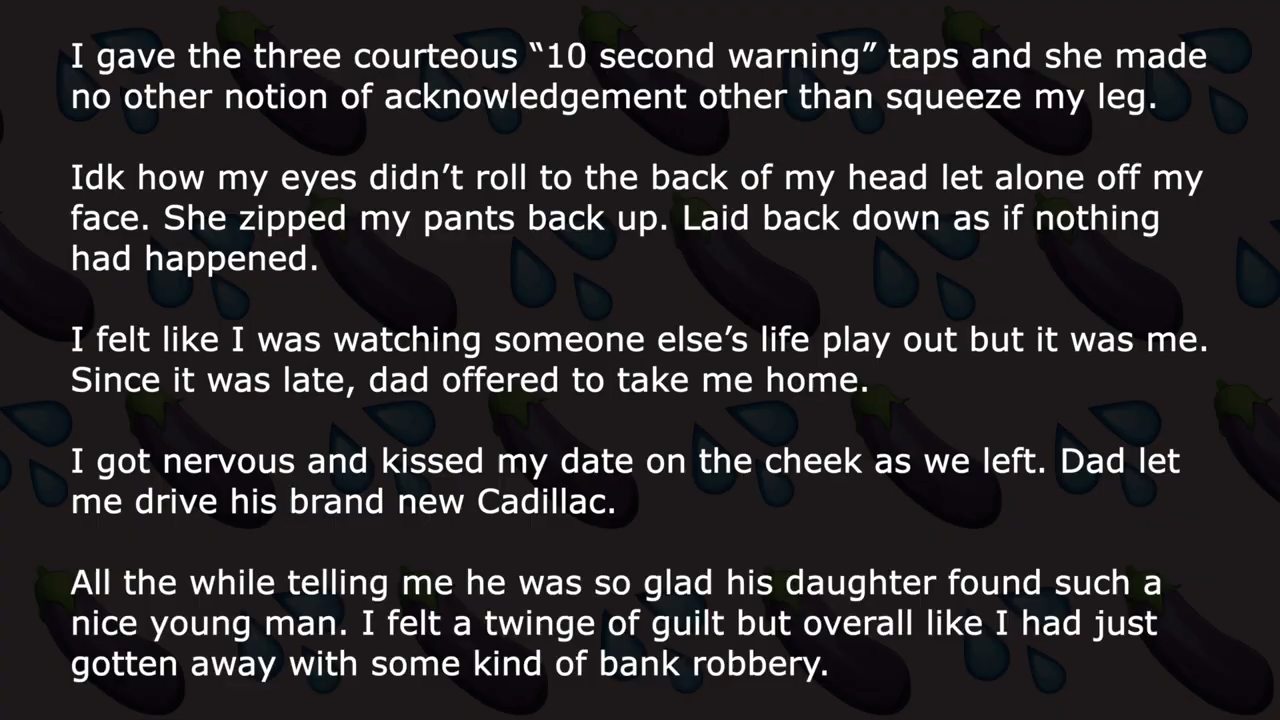 I gave the three courteous “10 second warning” taps and she made
no other notion of acknowledgement other than squeeze my leg.
Idk how my eyes didn’t roll to the back of my head let alone off my
face. She zipped my pants back up. Laid back down as if nothing
had happened.
I felt like I was watching someone else’s life play out but it was me.
Since it was late, dad offered to take me home.
I got nervous and kissed my date on the cheek as we left. Dad let
me drive his brand new Cadillac.
All the while telling me he was so glad his daughter found such a
nice young man. I felt a twinge of guilt but overall like I had just
gotten away with some kind of bank robbery.